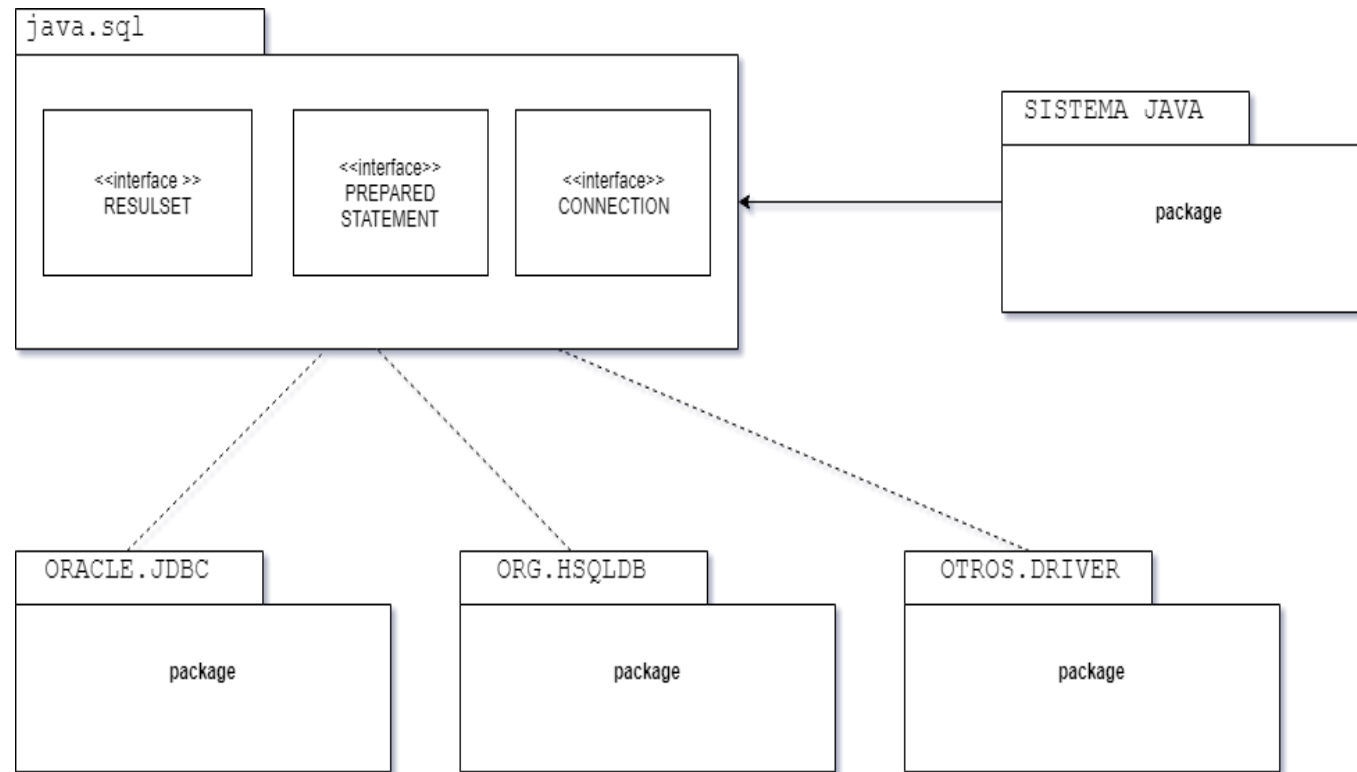 java.sql
<<interface >>
RESULSET
<<interface>>
PREPARED
STATEMENT
<<interface>>
CONNECTION
SISTEMA JAVA
package
ORACLE.JDBC
package
ORG.HSQLDB
package
OTROS.DRIVER
package